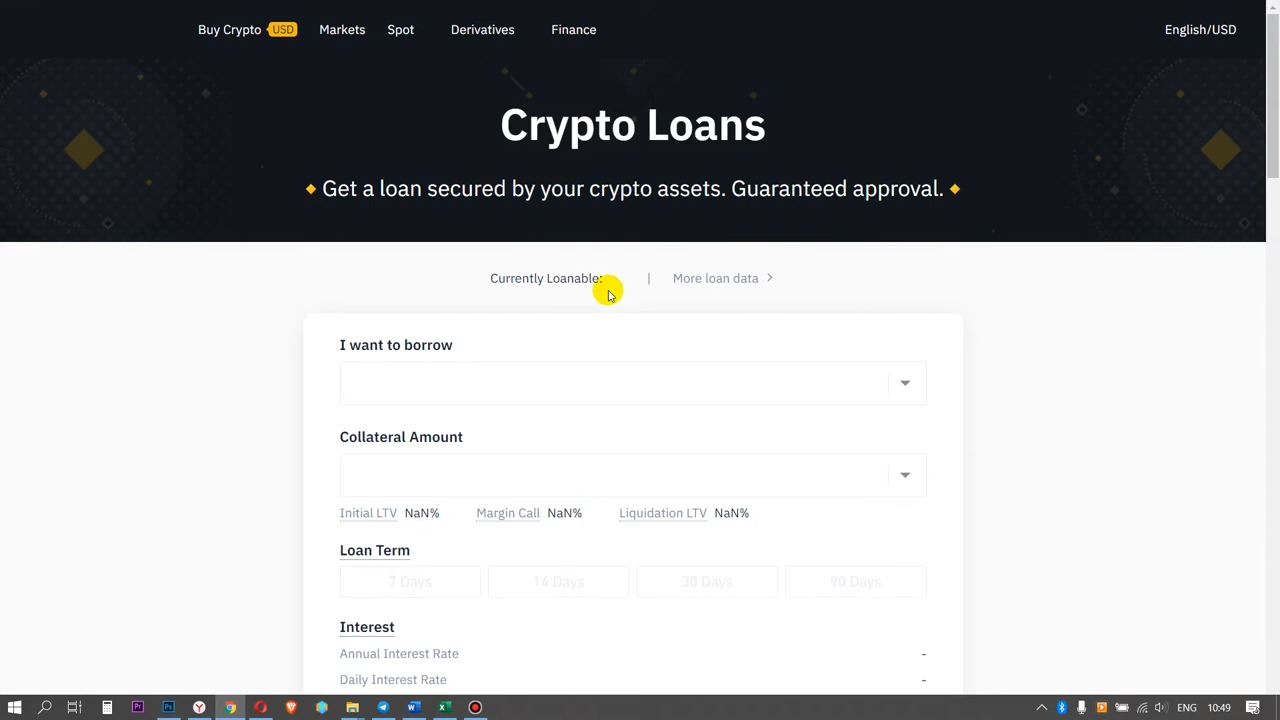 Buy Crypto USD Markets Spot Derivatives Finance English/USD
Crypto Loans
Get a loan secured by your crypto assets. Guaranteed approval.
Currently Loanable: | More loan data
I want to borrow
Collateral Amount
Initial LTV NaN% Margin Call NaN% Liquidation LTV NaN%
Loan Term
7 Days 14 Days 30 Days 90 Days
Interest
Annual Interest Rate -
Daily Interest Rate -
Pr Ps ENG 10:49